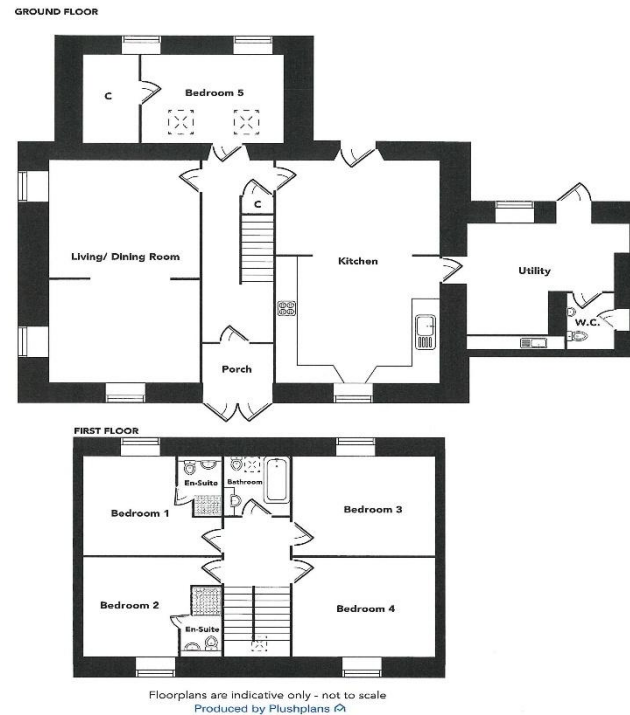 GROUND FLOOR
C
Bedroom 5
C
Living/ Dining Room
Kitchen
Utility
W.C.
Porch
FIRST FLOOR
En-Suite
Bathroom
Bedroom 1
Bedroom 3
Bedroom 2
Bedroom 4
En-Suite
Floorplans are indicative only - not to scale
Produced by Plushplans